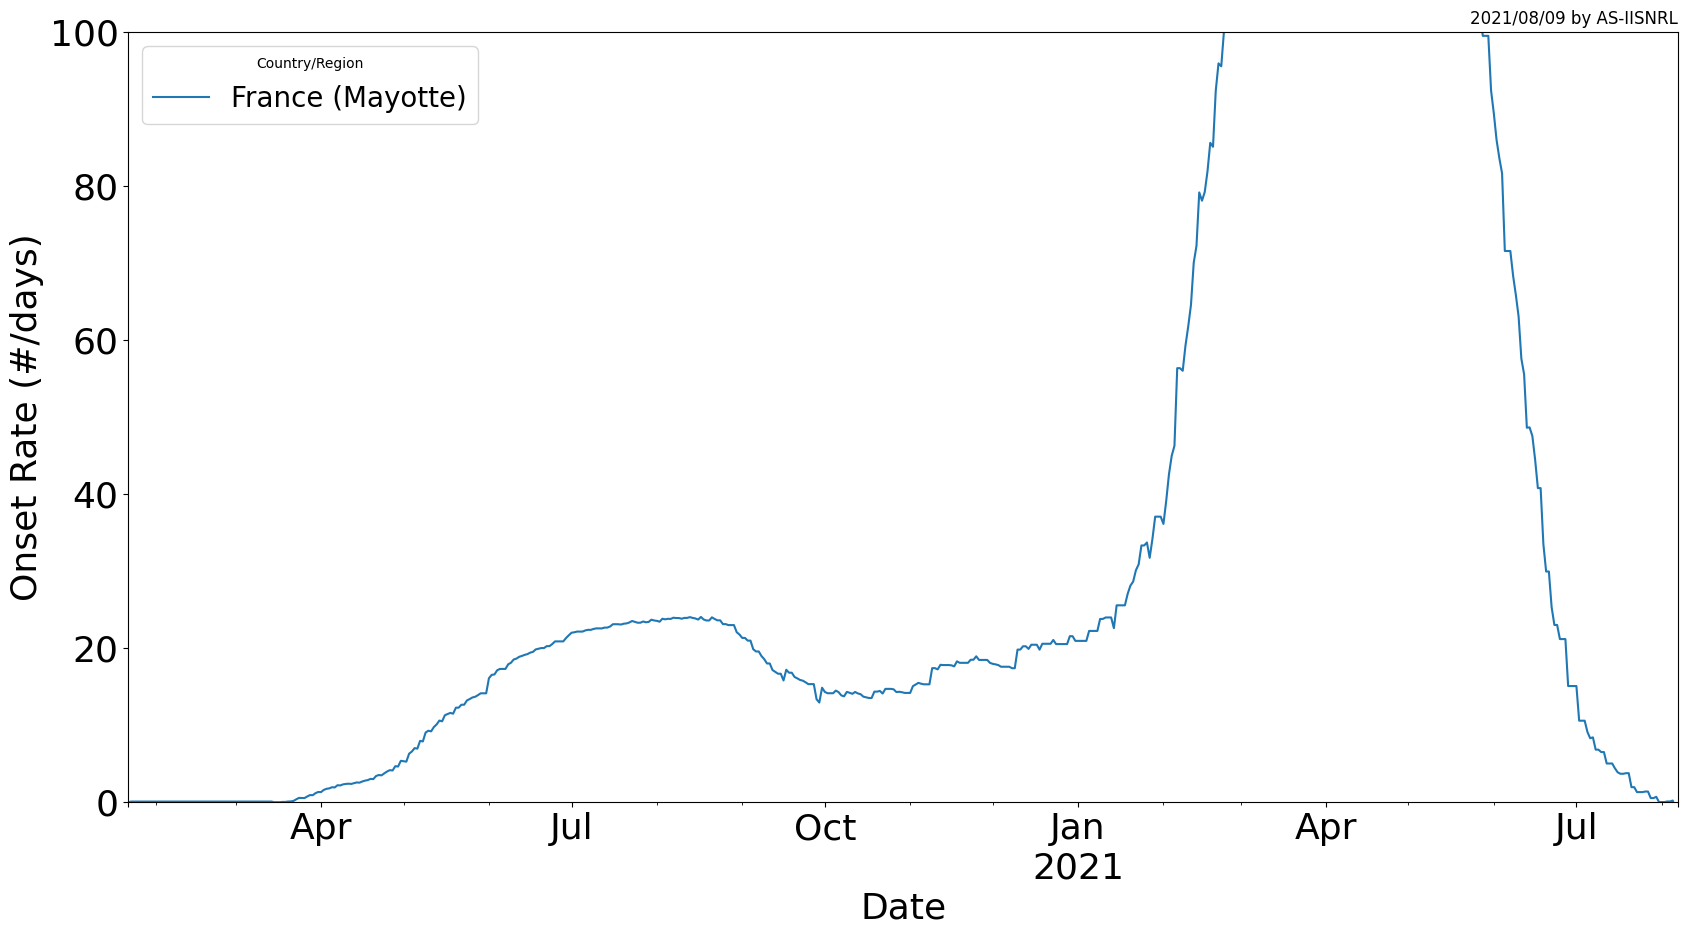 2021/08/09 by AS-IISNRL
Country/Region
France (Mayotte)
Onset Rate (#/days)
100
80
60
40
20
0
Apr
Jul
Oct
Jan
2021
Apr
Jul
Date